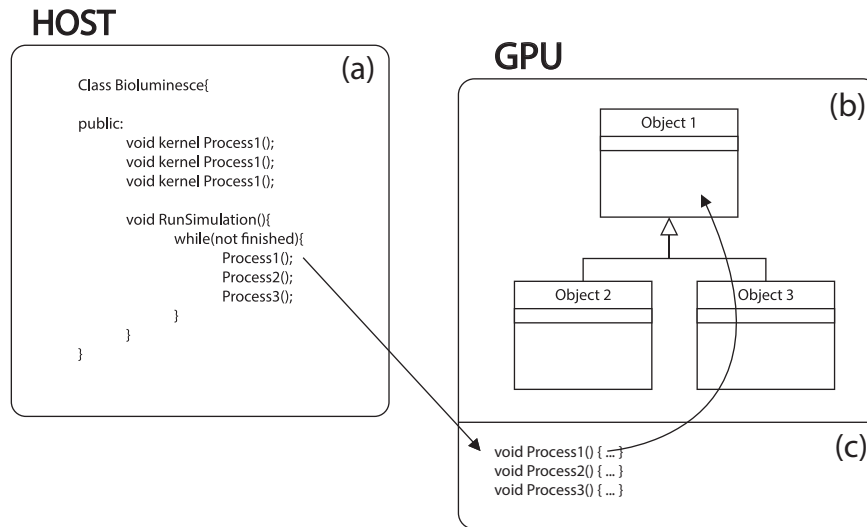 HOST
(a)
Class Bioluminesce{
public:
void kernel Process1();
void kernel Process1();
void kernel Process1();
void RunSimulation(){
while(not finished){
Process1();
Process2();
Process3();
}
}
}
GPU
(b)
Object 1
Object 2
Object 3
(c)
void Process1() { ... }
void Process2() { ... }
void Process3() { ... }